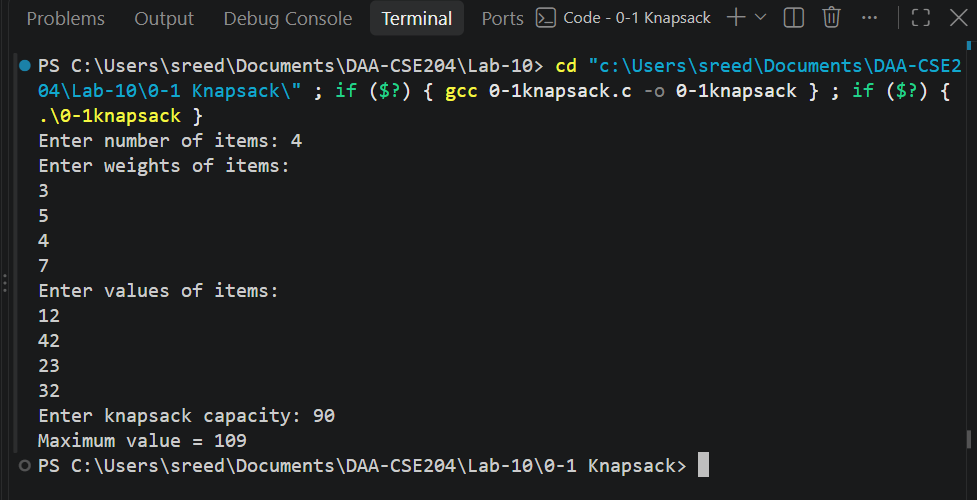 Problems Output Debug Console Terminal Ports Code - 0-1 Knapsack
PS C:\Users\sreed\Documents\DAA-CSE204\Lab-10> cd "c:\Users\sreed\Documents\DAA-CSE2
04\Lab-10\0-1 Knapsack\" ; if ($?) { gcc 0-1knapsack.c -o 0-1knapsack } ; if ($?) {
.\0-1knapsack }
Enter number of items: 4
Enter weights of items:
3
5
4
7
Enter values of items:
12
42
23
32
Enter knapsack capacity: 90
Maximum value = 109
PS C:\Users\sreed\Documents\DAA-CSE204\Lab-10\0-1 Knapsack>